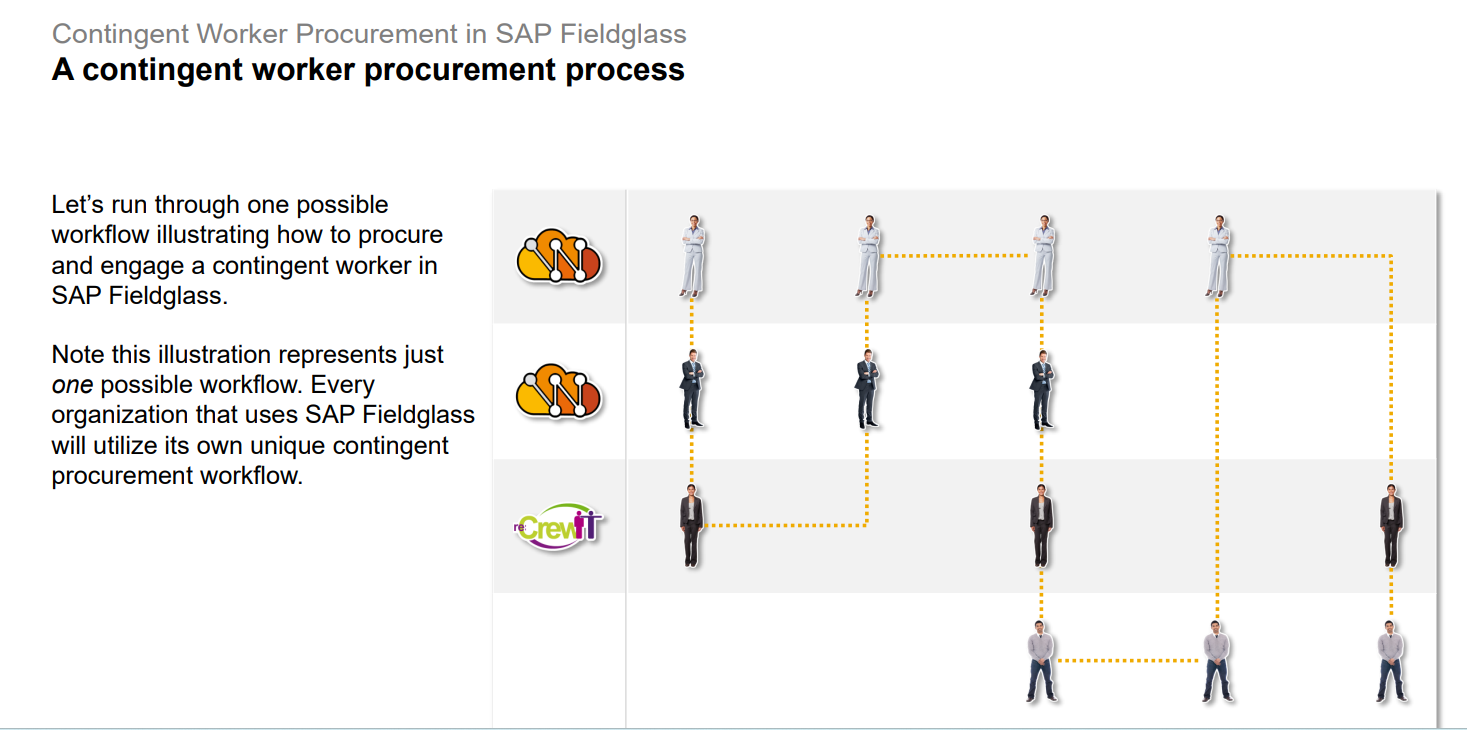 Contingent Worker Procurement in SAP Fieldglass
A contingent worker procurement process
Let’s run through one possible
workflow illustrating how to procure
and engage a contingent worker in
SAP Fieldglass.
Note this illustration represents just
one possible workflow. Every
organization that uses SAP Fieldglass
will utilize its own unique contingent
procurement workflow.
re:CrewIT